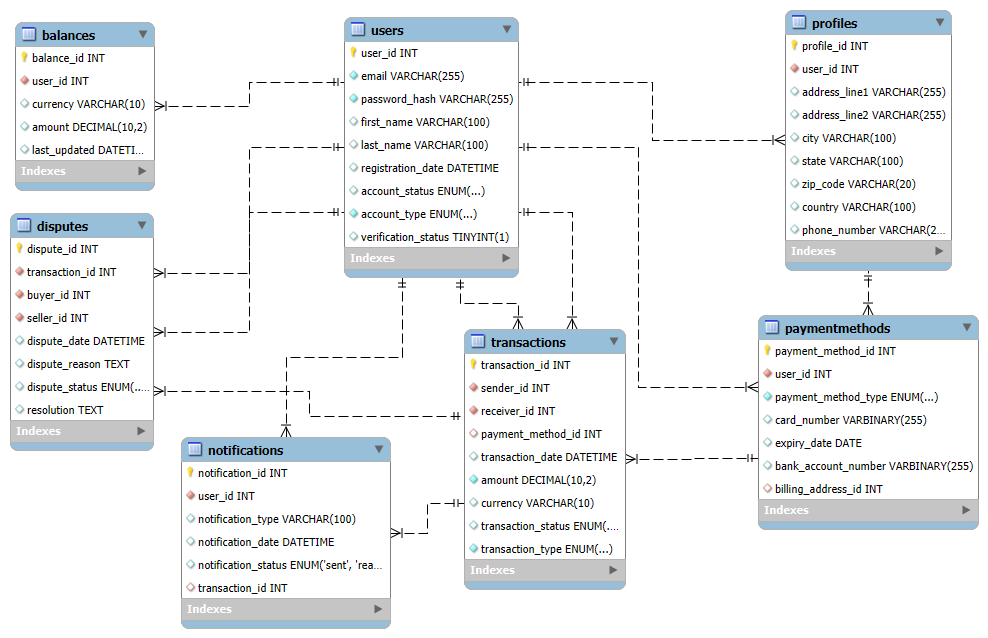 balances
balance_id INT
user_id INT
currency VARCHAR(10)
amount DECIMAL(10,2)
last_updated DATETI...
Indexes
users
user_id INT
email VARCHAR(255)
password_hash VARCHAR(255)
first_name VARCHAR(100)
last_name VARCHAR(100)
registration_date DATETIME
account_status ENUM(...)
account_type ENUM(...)
verification_status TINYINT(1)
Indexes
profiles
profile_id INT
user_id INT
address_line1 VARCHAR(255)
address_line2 VARCHAR(255)
city VARCHAR(100)
state VARCHAR(100)
zip_code VARCHAR(20)
country VARCHAR(100)
phone_number VARCHAR(2...
Indexes
disputes
dispute_id INT
transaction_id INT
buyer_id INT
seller_id INT
dispute_date DATETIME
dispute_reason TEXT
dispute_status ENUM(...
resolution TEXT
Indexes
transactions
transaction_id INT
sender_id INT
receiver_id INT
payment_method_id INT
transaction_date DATETIME
amount DECIMAL(10,2)
currency VARCHAR(10)
transaction_status ENUM(...
transaction_type ENUM(...)
Indexes
paymentmethods
payment_method_id INT
user_id INT
payment_method_type ENUM(...)
card_number VARBINARY(255)
expiry_date DATE
bank_account_number VARBINARY(255)
billing_address_id INT
Indexes
notifications
notification_id INT
user_id INT
notification_type VARCHAR(100)
notification_date DATETIME
notification_status ENUM('sent', 'rea...
transaction_id INT
Indexes